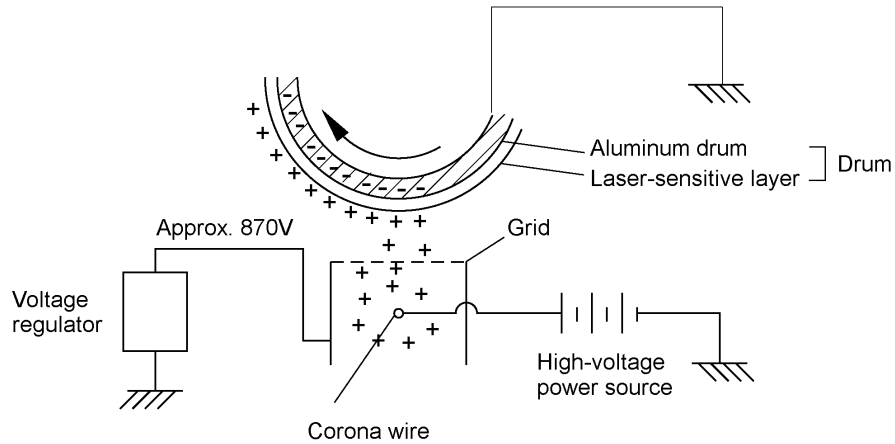 Aluminum drum
Laser-sensitive layer
Drum
Approx. 870V
Grid
Voltage
regulator
High-voltage
power source
Corona wire